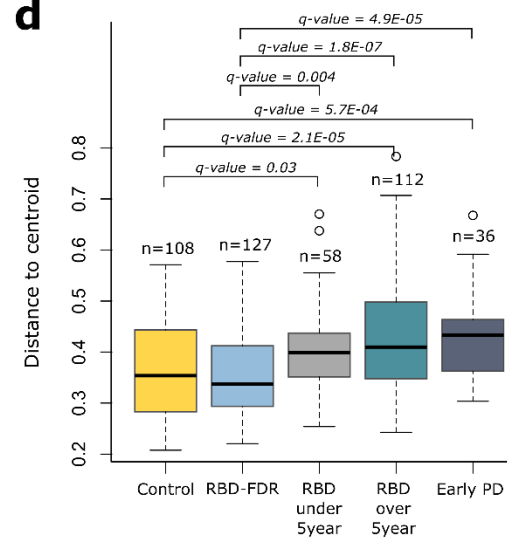 d
q-value = 4.9E-05
q-value = 1.8E-07
q-value = 0.004
q-value = 5.7E-04
q-value = 2.1E-05
q-value = 0.03
Distance to centroid
0.8
0.7
0.6
0.5
0.4
0.3
0.2
n=108
n=127
n=58
n=112
n=36
Control
RBD-FDR
RBD
under
5year
RBD
over
5year
Early PD